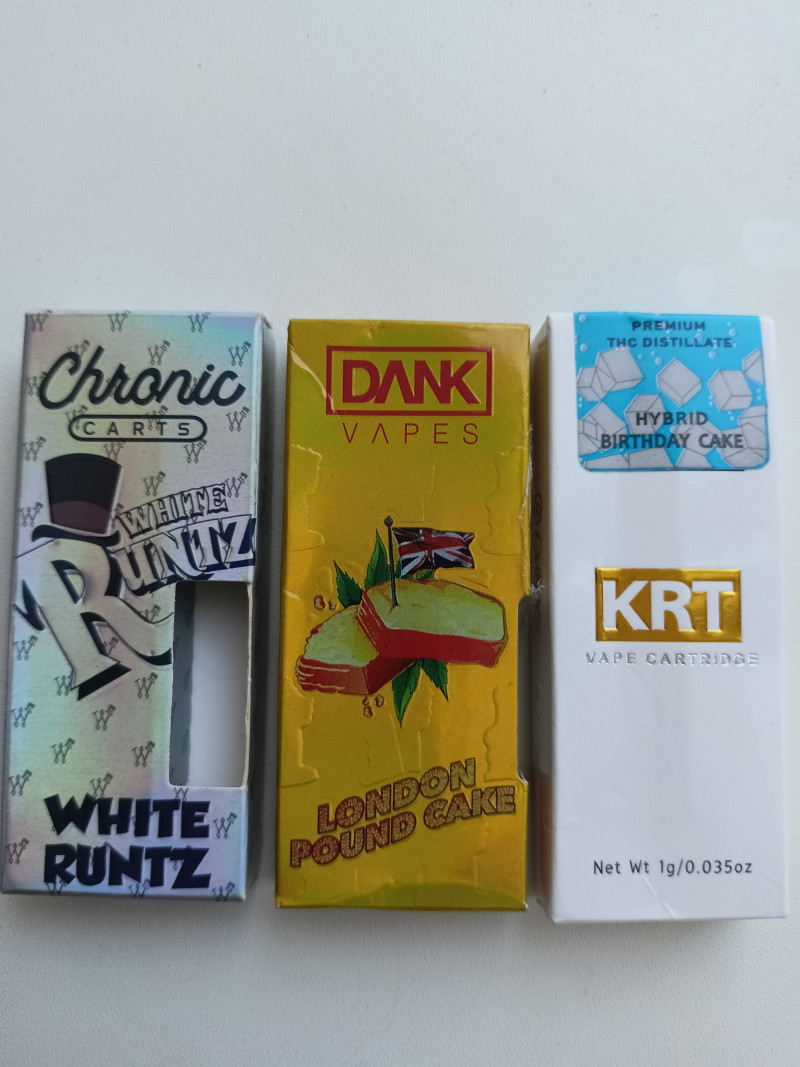 Chronic
CARTS
WHITE
RUNTZ
WHITE
RUNTZ
DANK
VAPES
LONDON
POUND CAKE
PREMIUM
THC DISTILLATE
HYBRID
BIRTHDAY CAKE
KRT
VAPE CARTRIDGE
Net Wt 1g/0.035oz